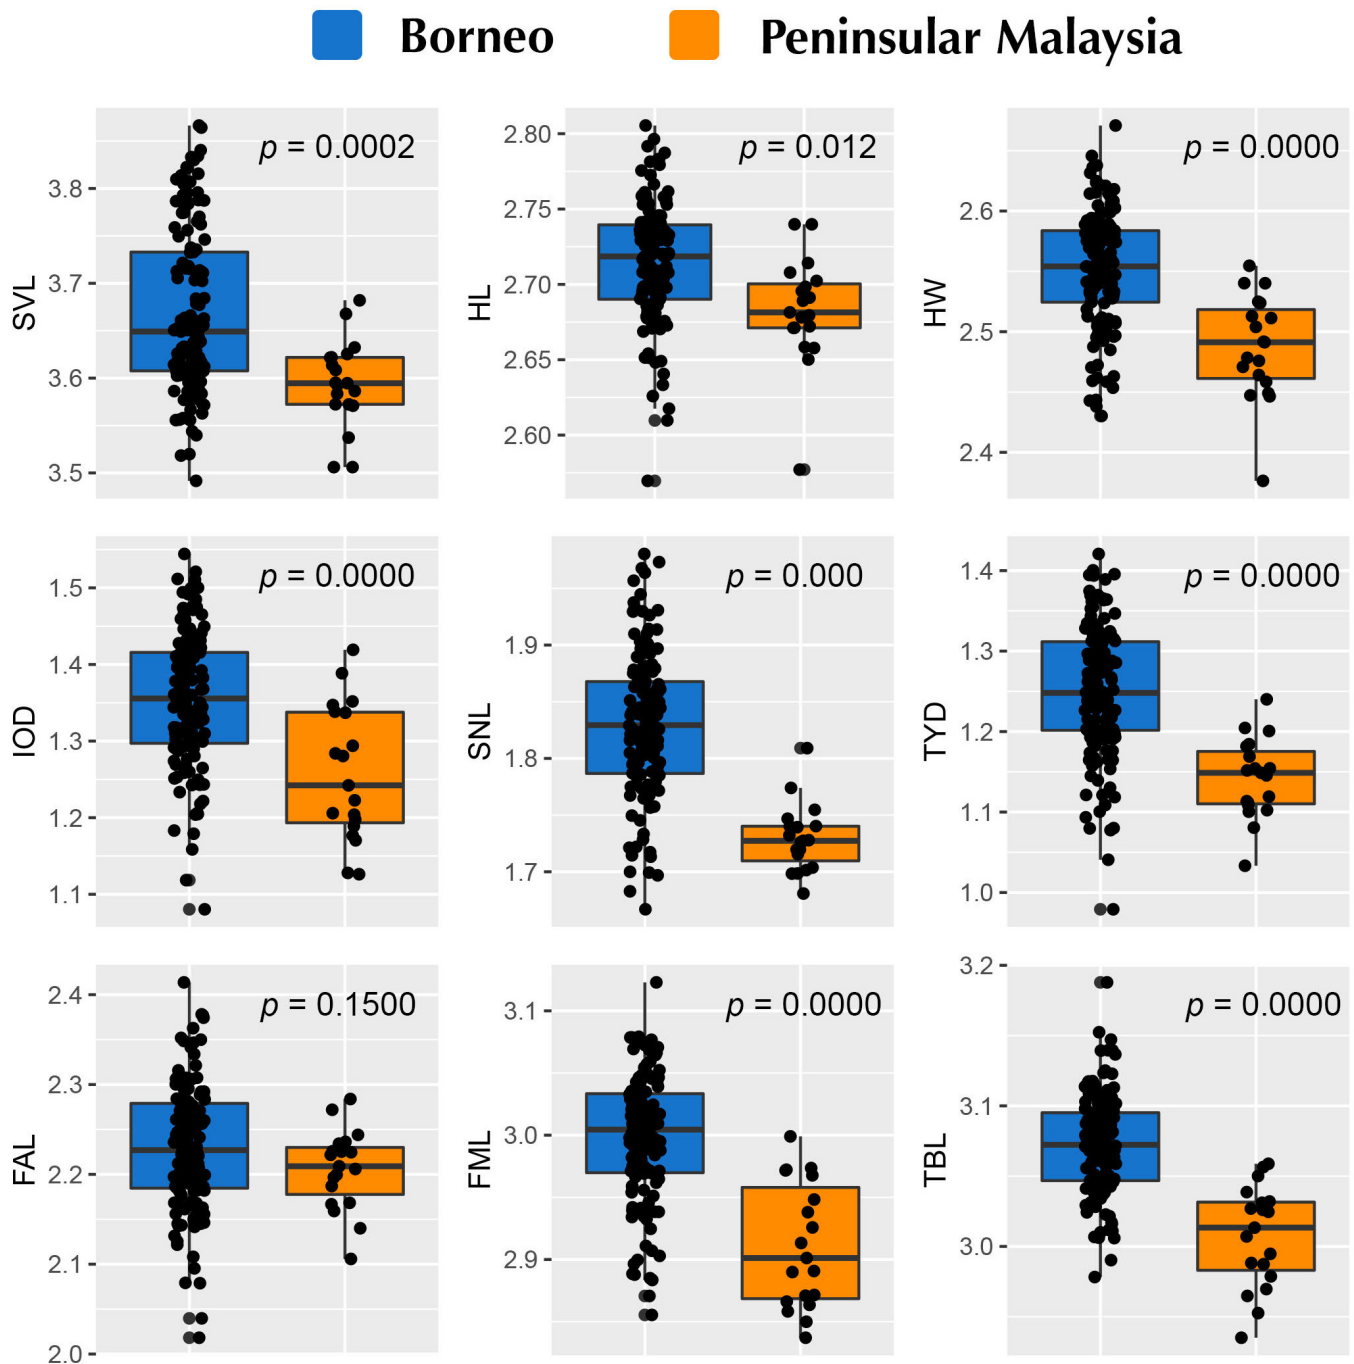 Borneo Peninsular Malaysia
SVL
3.8
3.7
3.6
3.5
p = 0.0002
HL
2.80
2.75
2.70
2.65
2.60
p = 0.012
HW
2.6
2.5
2.4
p = 0.0000
IOD
1.5
1.4
1.3
1.2
1.1
p = 0.0000
SNL
1.9
1.8
1.7
p = 0.000
TYD
1.4
1.3
1.2
1.1
1.0
p = 0.0000
FAL
2.4
2.3
2.2
2.1
2.0
p = 0.1500
FML
3.1
3.0
2.9
p = 0.0000
TBL
3.2
3.1
3.0
p = 0.0000